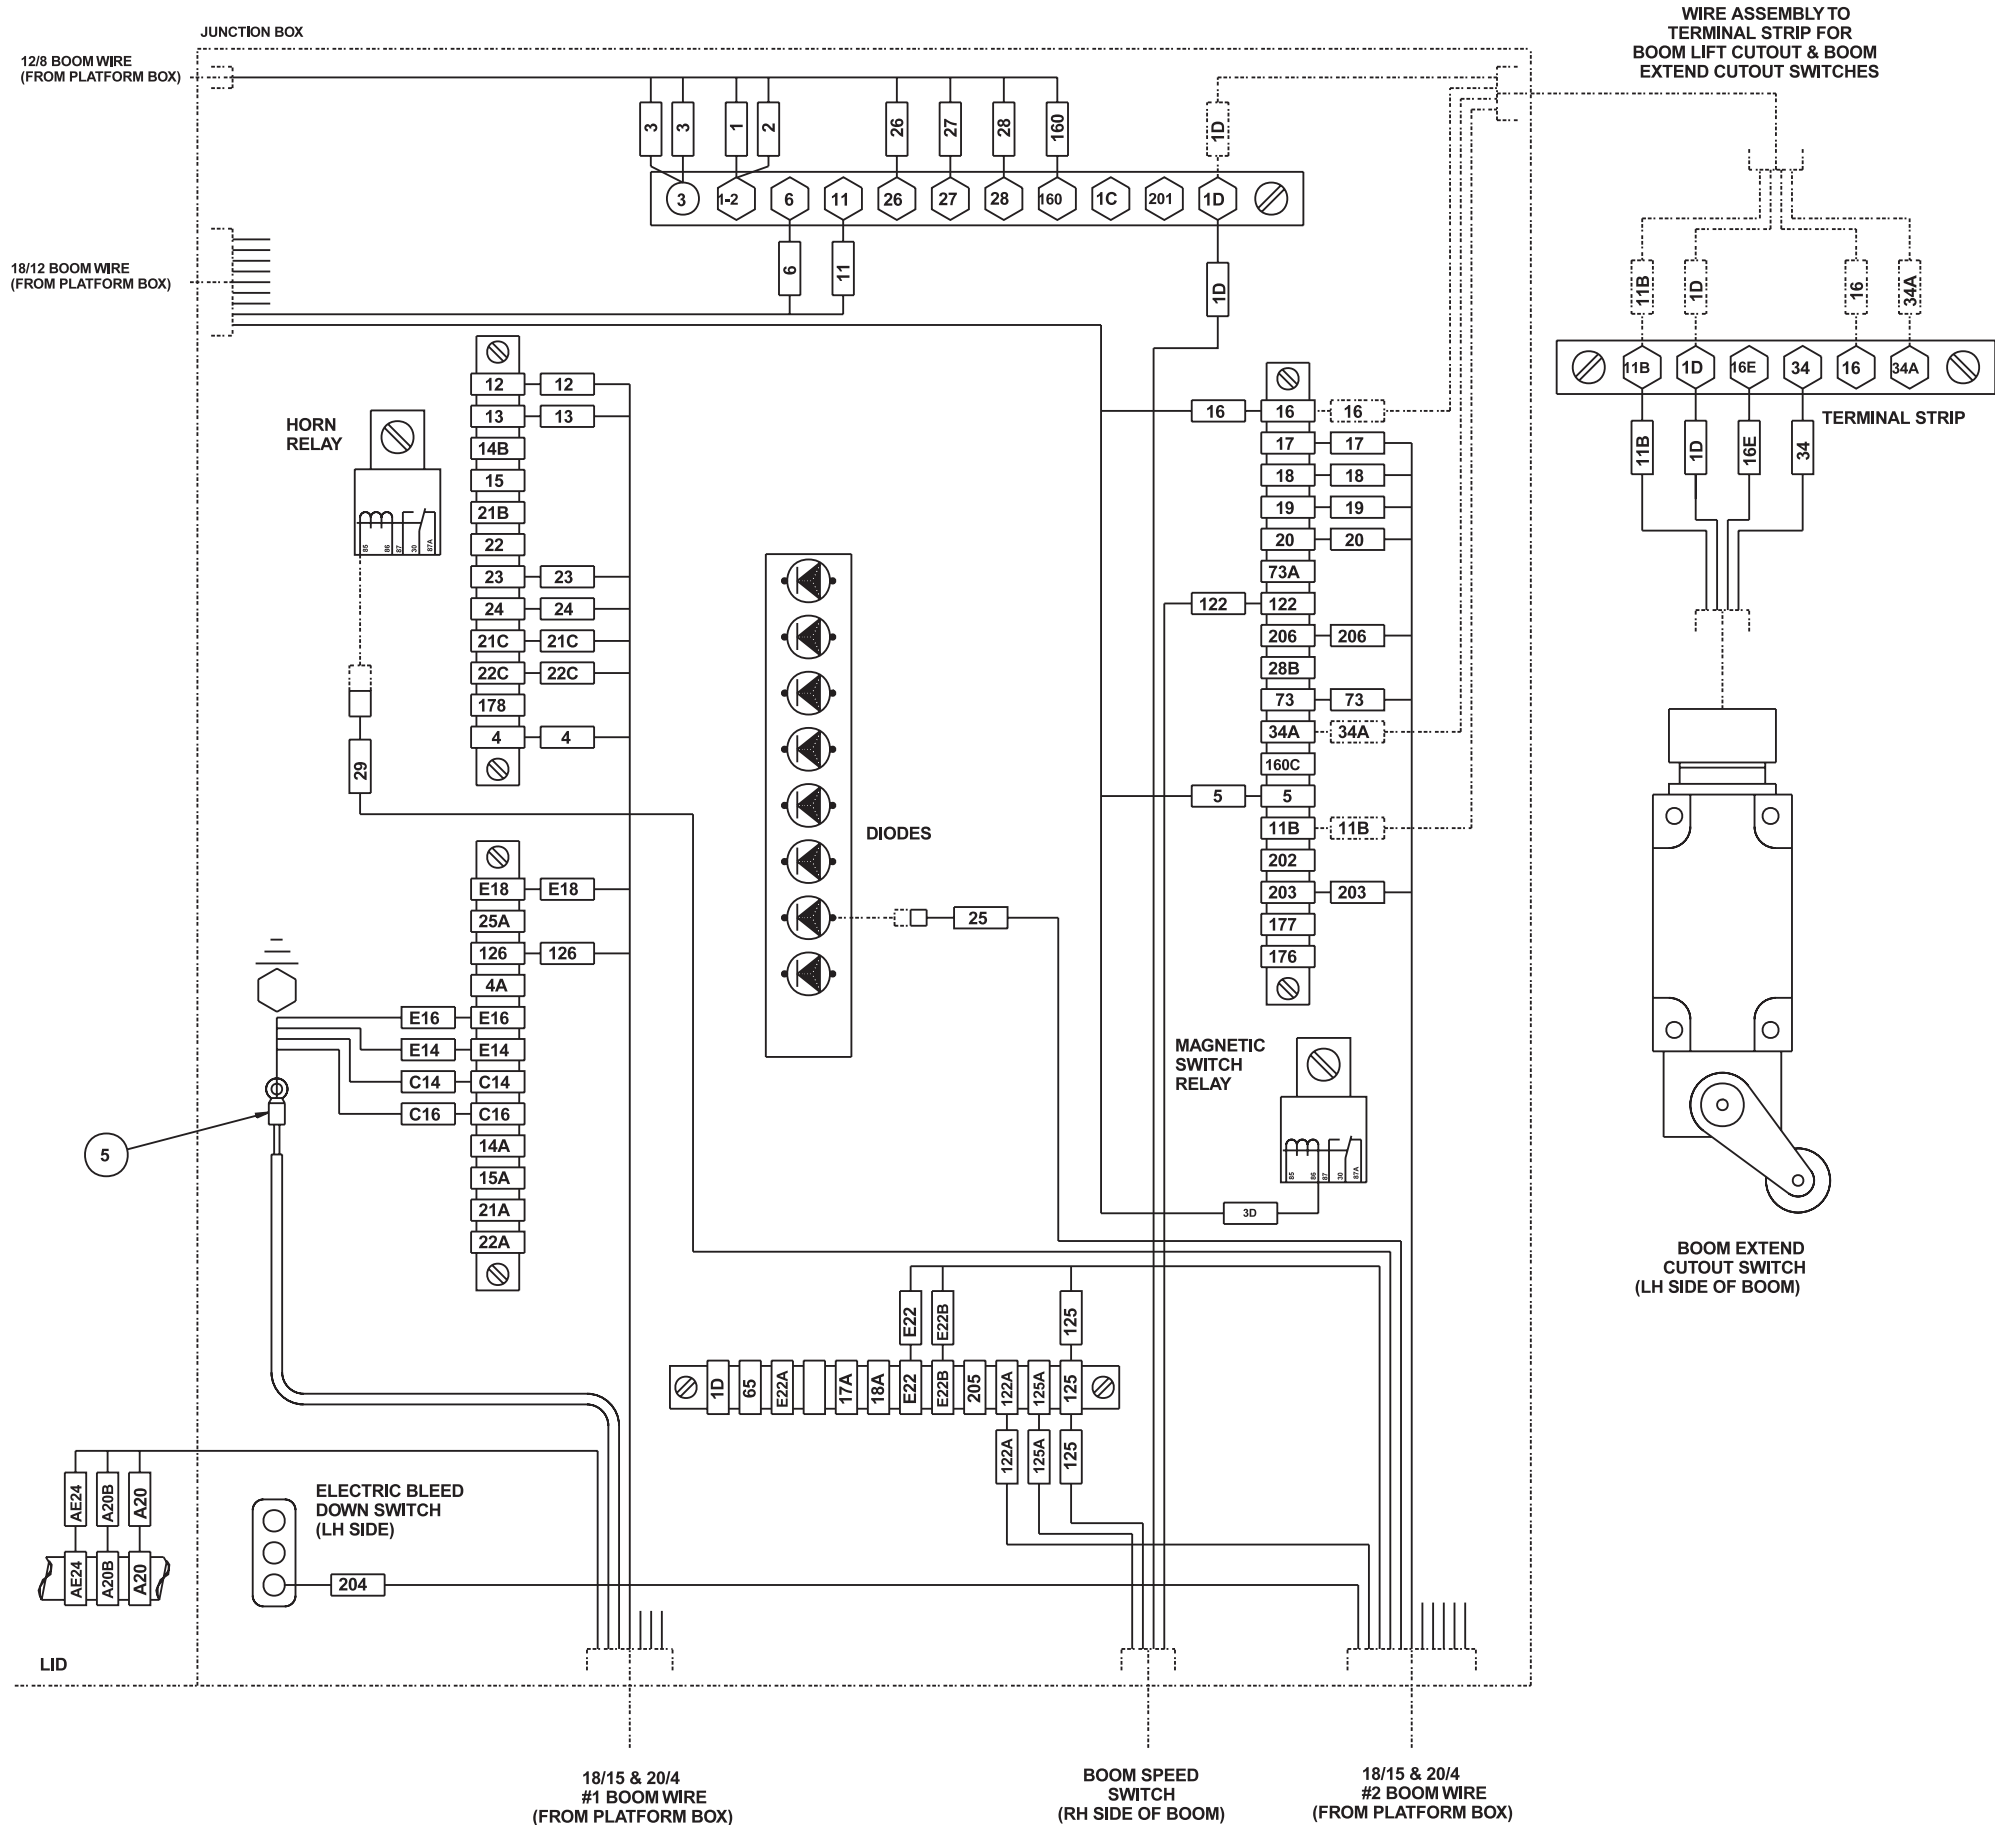 WIRE ASSEMBLY TO
TERMINAL STRIP FOR
BOOM LIFT CUTOUT & BOOM
EXTEND CUTOUT SWITCHES
JUNCTION BOX
12/8 BOOM WIRE
(FROM PLATFORM BOX)
3
3
1
2
26
27
28
160
1D
3
1-2
6
11
26
27
28
160
1C
201
1D
6
11
1D
18/12 BOOM WIRE
(FROM PLATFORM BOX)
11B
1D
16
34A
11B
1D
16E
34
16
34A
TERMINAL STRIP
11B
1D
16E
34
HORN
RELAY
85
86
87
30
87A
29
12 12
13 13
14B
15
21B
22
23 23
24 24
21C 21C
22C 22C
178
4 4
DIODES
25
16 16 16
17 17
18 18
19 19
20 20
73A
122 122
206 206
28B
73 73
34A 34A
160C
5 5
11B 11B
202
203 203
177
176
E18 E18
25A
126 126
4A
E16 E16
E14 E14
C14 C14
C16 C16
14A
15A
21A
22A
5
MAGNETIC
SWITCH
RELAY
85
86
87
30
87A
3D
BOOM EXTEND
CUTOUT SWITCH
(LH SIDE OF BOOM)
E22
E22B
125
1D
65
E22A
17A
18A
E22
E22B
205
122A
125A
125
122A
125A
125
AE24
A20B
A20
AE24
A20B
A20
ELECTRIC BLEED
DOWN SWITCH
(LH SIDE)
204
LID
18/15 & 20/4
#1 BOOM WIRE
(FROM PLATFORM BOX)
BOOM SPEED
SWITCH
(RH SIDE OF BOOM)
18/15 & 20/4
#2 BOOM WIRE
(FROM PLATFORM BOX)